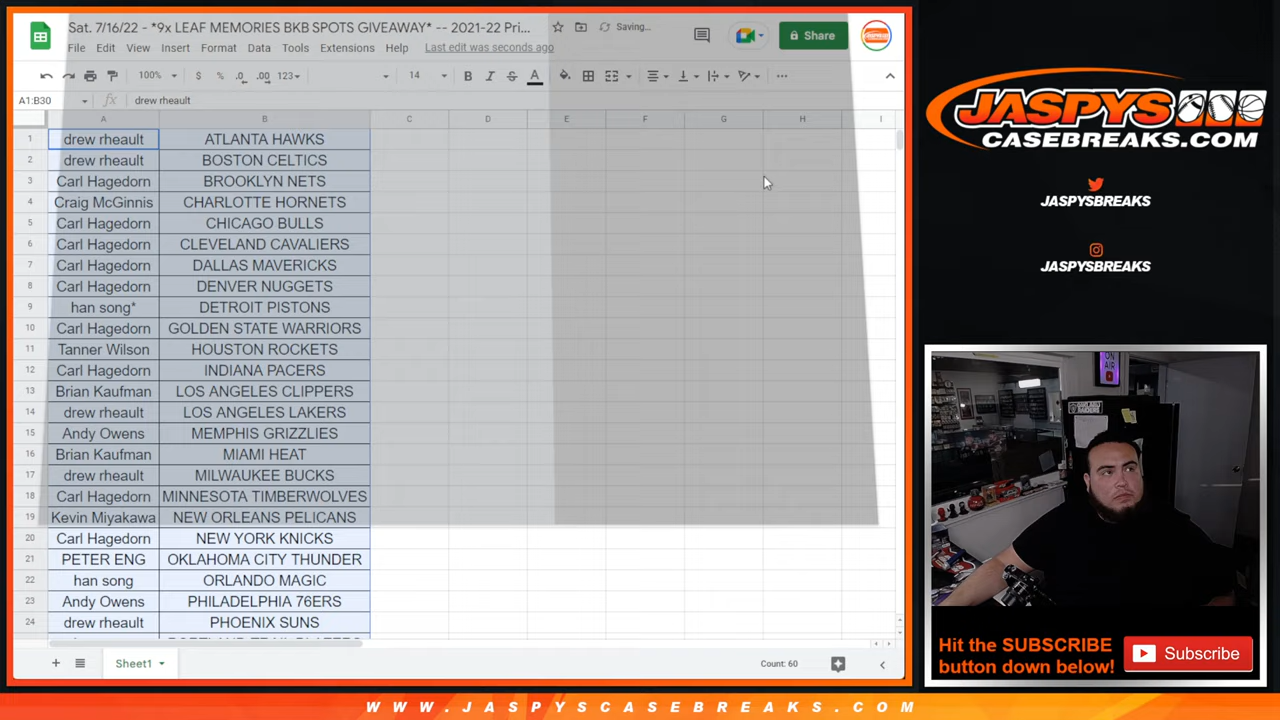 Sat. 7/16/22 - *9x LEAF MEMORIES BKB SPOTS GIVEAWAY* -- 2021-22 Pri...
Saving...
Share
File Edit View Insert Format Data Tools Extensions Help Last edit was seconds ago
100% $ % .0 .00 123 14 B I S A
A1:B30 fx drew rheault
A B C D E F G H I
1 drew rheault ATLANTA HAWKS
2 drew rheault BOSTON CELTICS
3 Carl Hagedorn BROOKLYN NETS
4 Craig McGinnis CHARLOTTE HORNETS
5 Carl Hagedorn CHICAGO BULLS
6 Carl Hagedorn CLEVELAND CAVALIERS
7 Carl Hagedorn DALLAS MAVERICKS
8 Carl Hagedorn DENVER NUGGETS
9 han song* DETROIT PISTONS
10 Carl Hagedorn GOLDEN STATE WARRIORS
11 Tanner Wilson HOUSTON ROCKETS
12 Carl Hagedorn INDIANA PACERS
13 Brian Kaufman LOS ANGELES CLIPPERS
14 drew rheault LOS ANGELES LAKERS
15 Andy Owens MEMPHIS GRIZZLIES
16 Brian Kaufman MIAMI HEAT
17 drew rheault MILWAUKEE BUCKS
18 Carl Hagedorn MINNESOTA TIMBERWOLVES
19 Kevin Miyakawa NEW ORLEANS PELICANS
20 Carl Hagedorn NEW YORK KNICKS
21 PETER ENG OKLAHOMA CITY THUNDER
22 han song ORLANDO MAGIC
23 Andy Owens PHILADELPHIA 76ERS
24 drew rheault PHOENIX SUNS
Sheet1
Count: 60
JASPYS
CASEBREAKS.COM
JASPYSBREAKS
JASPYSBREAKS
ON AIR
Hit the SUBSCRIBE
button down below!
Subscribe
WWW.JASPYSCASEBREAKS.COM